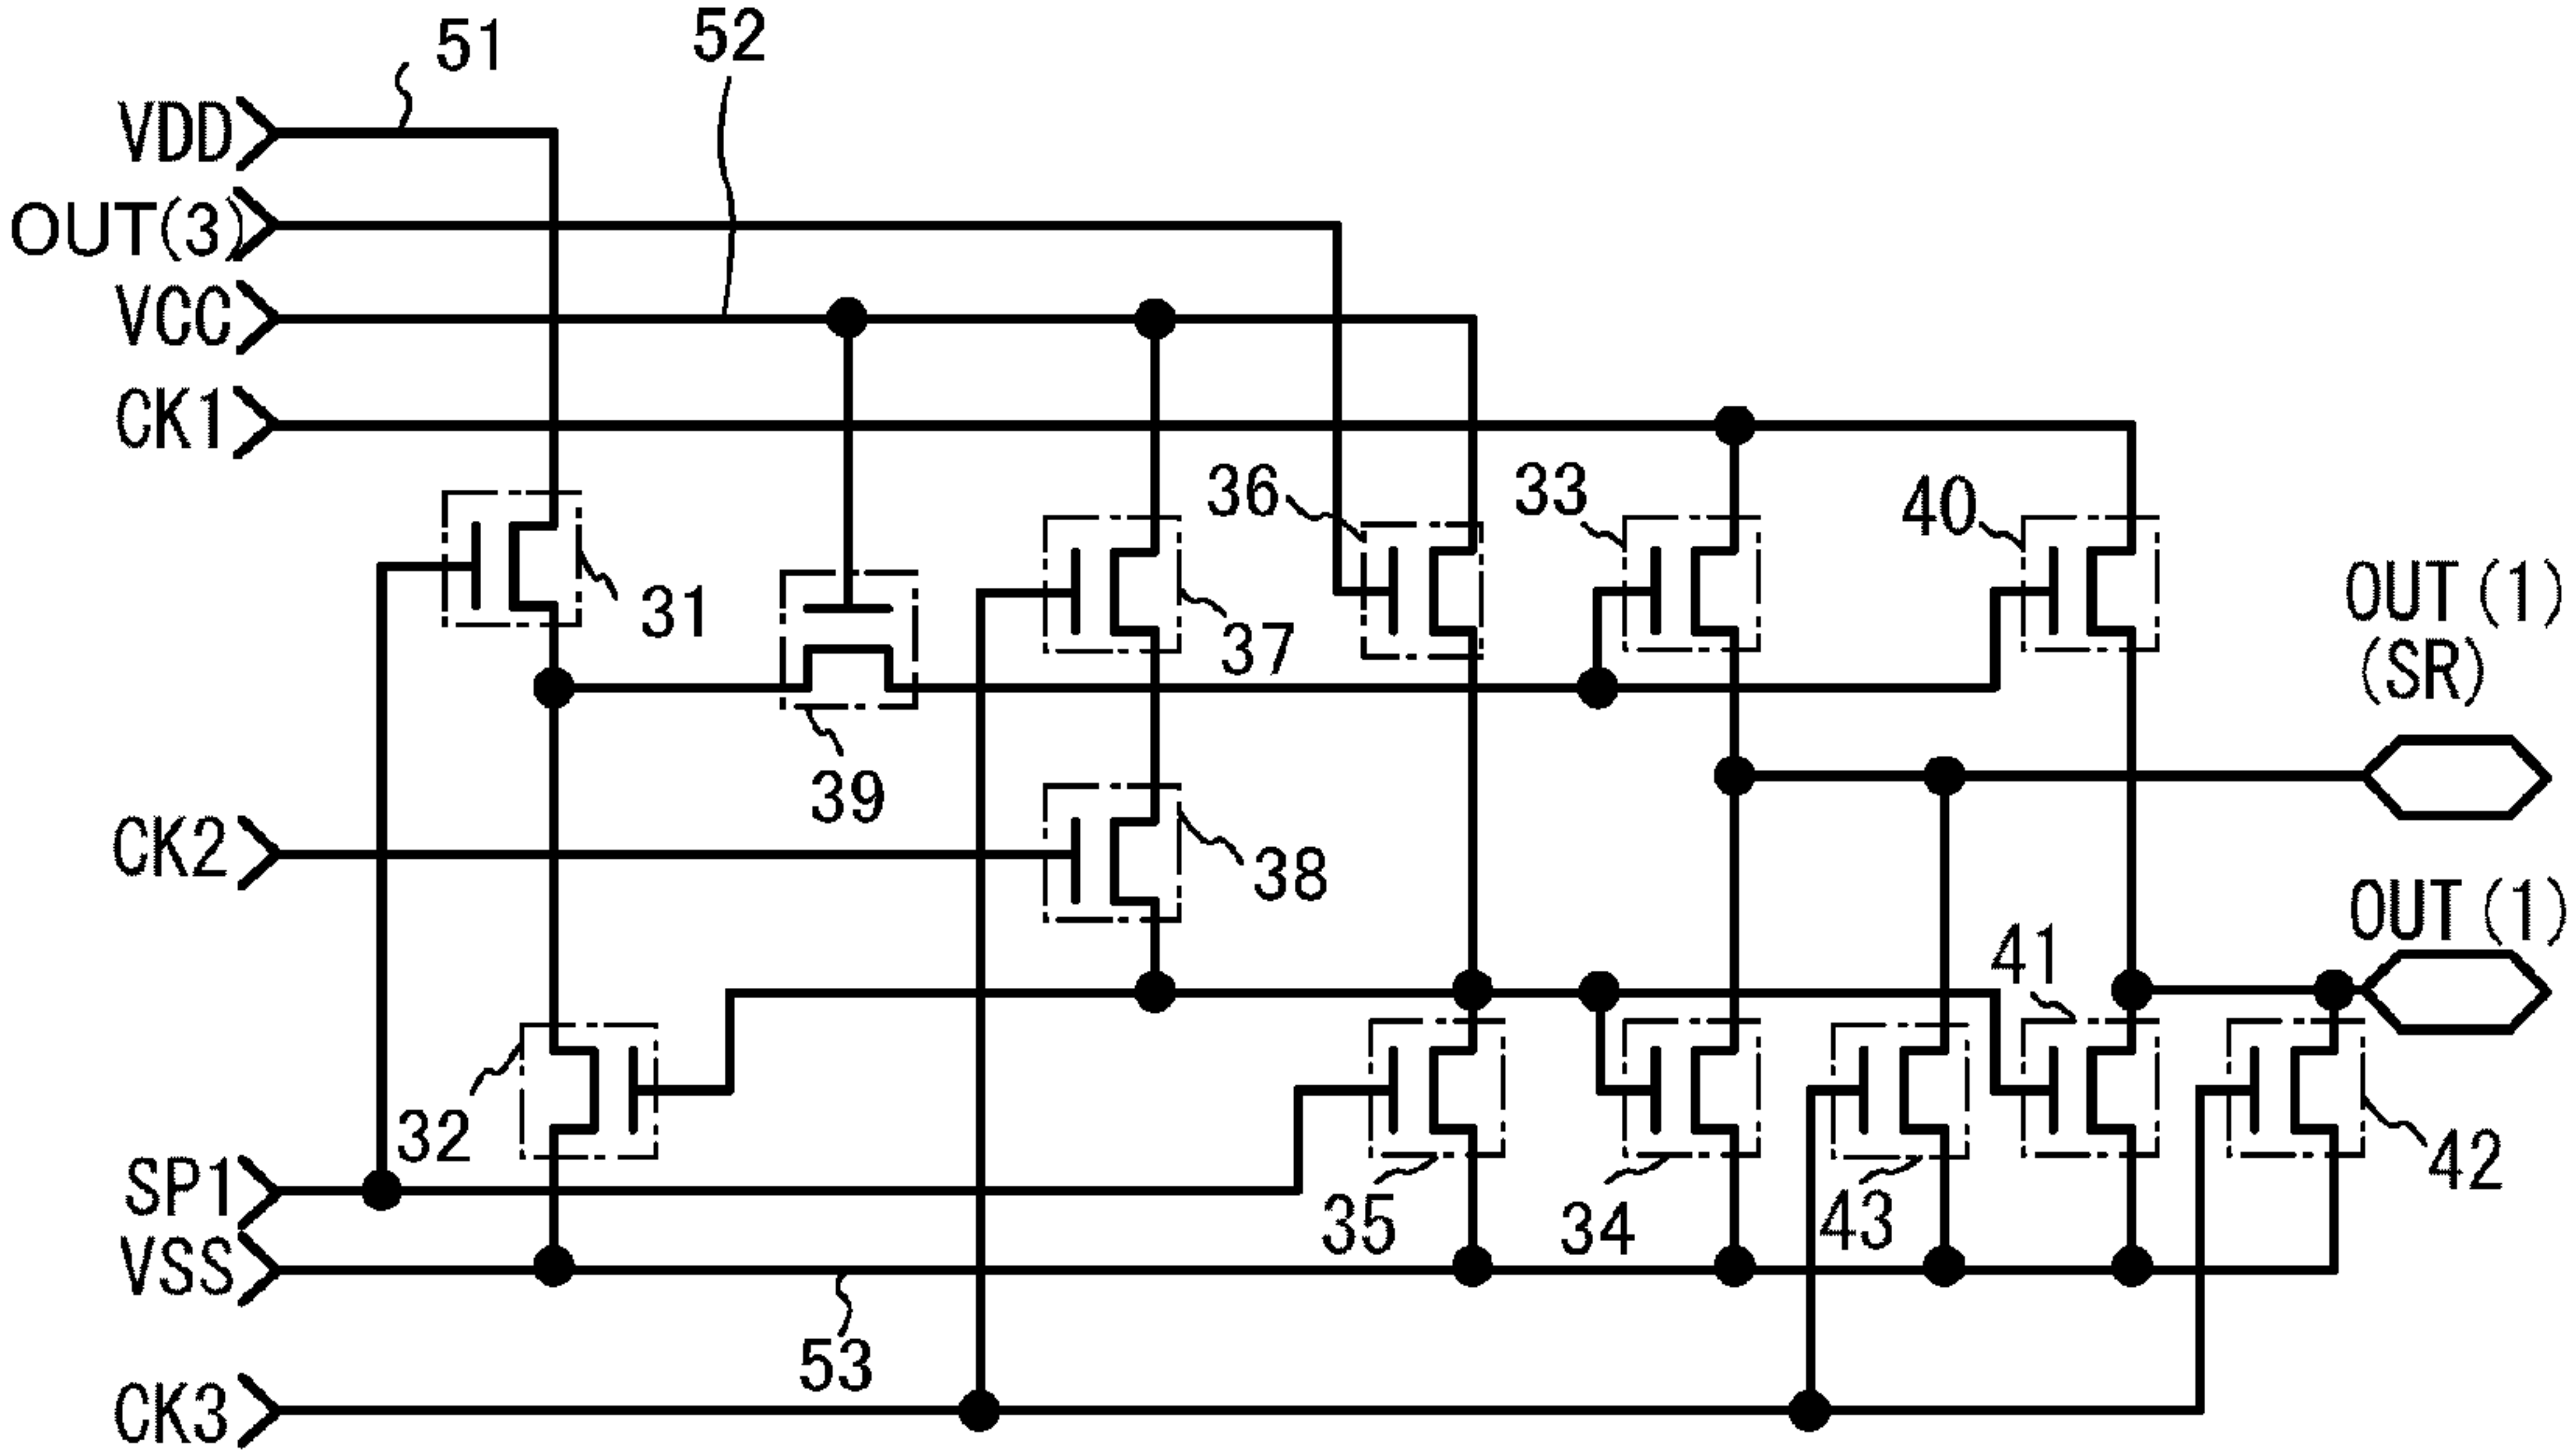 51
52
VDD
OUT(3)
VCC
CK1
36
33
40
31
37
OUT(1)
(SR)
39
CK2
38
OUT(1)
41
32
SP1
35
34
43
42
VSS
53
CK3